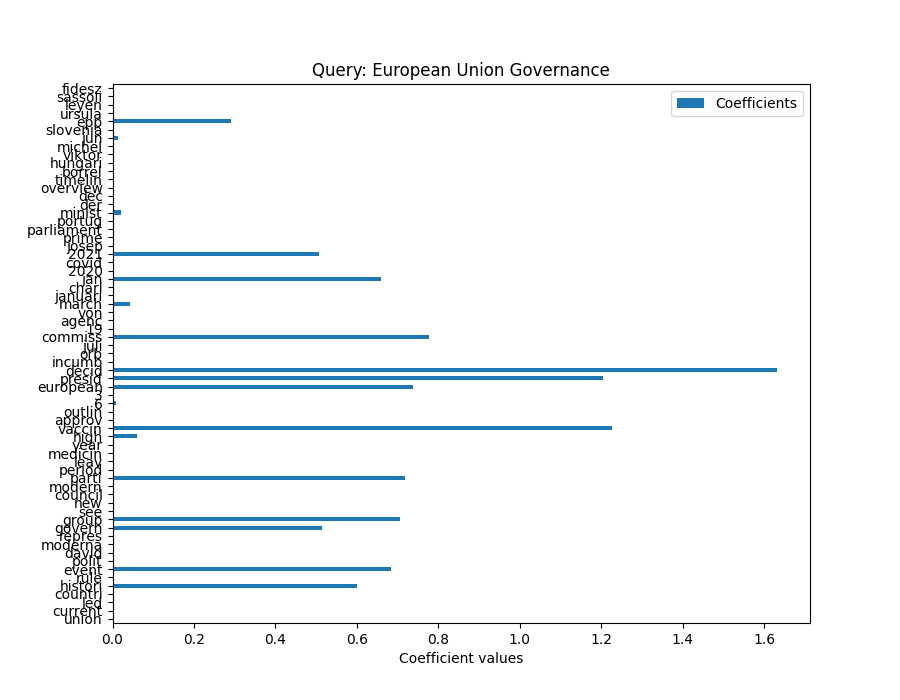 Query: European Union Governance
Coefficients
fidesz
sassoli
leyen
ursula
epp
slovenia
jun
michel
viktor
hungari
borrel
timelin
overview
dec
der
minist
portug
parliament
prime
josep
2021
covid
2020
jan
charl
januari
march
von
agenc
19
commiss
juli
orb
incumb
decid
presid
european
3
6
outlin
approv
vaccin
high
year
medicin
leav
period
parti
modern
council
new
see
group
govern
repres
moderna
david
polit
event
rule
histori
countri
led
current
union
0.0 0.2 0.4 0.6 0.8 1.0 1.2 1.4 1.6
Coefficient values